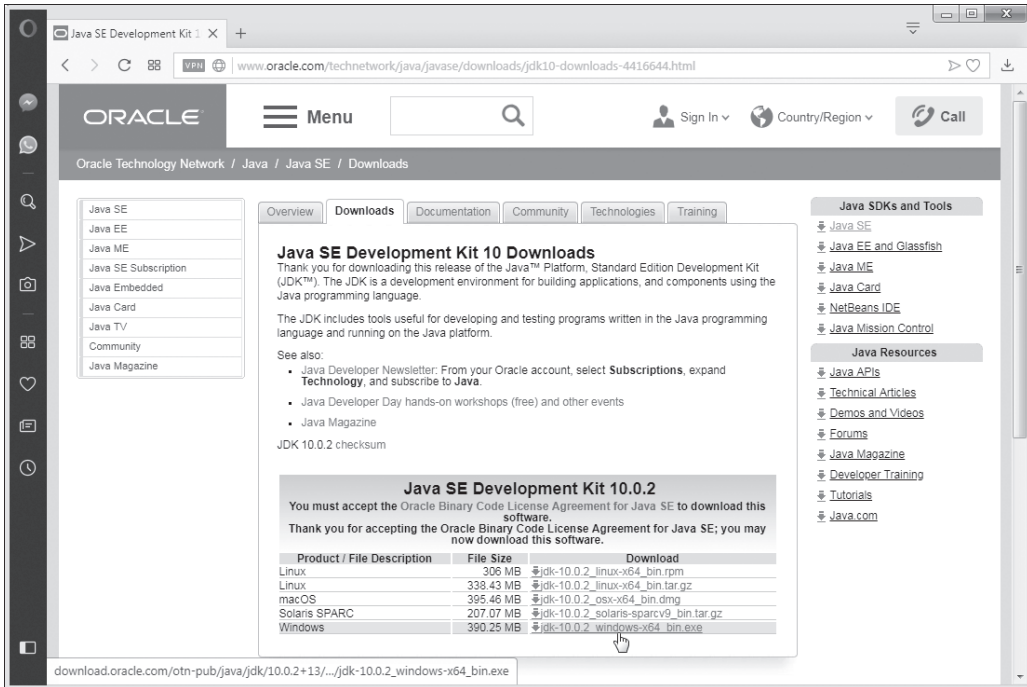 Java SE Development Kit 1
VPN
www.oracle.com/technetwork/java/javase/downloads/jdk10-downloads-4416644.html
ORACLE
Menu
Sign In
Country/Region
Call
Oracle Technology Network / Java / Java SE / Downloads
Java SE
Java EE
Java ME
Java SE Subscription
Java Embedded
Java Card
Java TV
Community
Java Magazine
Overview
Downloads
Documentation
Community
Technologies
Training
Java SE Development Kit 10 Downloads
Thank you for downloading this release of the Java™ Platform, Standard Edition Development Kit
(JDK™). The JDK is a development environment for building applications, and components using the
Java programming language.
The JDK includes tools useful for developing and testing programs written in the Java programming
language and running on the Java platform.
See also:
• Java Developer Newsletter: From your Oracle account, select Subscriptions, expand
Technology, and subscribe to Java.
• Java Developer Day hands-on workshops (free) and other events
• Java Magazine
JDK 10.0.2 checksum
Java SE Development Kit 10.0.2
You must accept the Oracle Binary Code License Agreement for Java SE to download this
software.
Thank you for accepting the Oracle Binary Code License Agreement for Java SE; you may
now download this software.
Product / File Description File Size Download
Linux 306 MB jdk-10.0.2_linux-x64_bin.rpm
Linux 338.43 MB jdk-10.0.2_linux-x64_bin.tar.gz
macOS 395.46 MB jdk-10.0.2_osx-x64_bin.dmg
Solaris SPARC 207.07 MB jdk-10.0.2_solaris-sparcv9_bin.tar.gz
Windows 390.25 MB jdk-10.0.2_windows-x64_bin.exe
Java SDKs and Tools
Java SE
Java EE and Glassfish
Java ME
Java Card
NetBeans IDE
Java Mission Control
Java Resources
Java APIs
Technical Articles
Demos and Videos
Forums
Java Magazine
Developer Training
Tutorials
Java.com
download.oracle.com/otn-pub/java/jdk/10.0.2+13/.../jdk-10.0.2_windows-x64_bin.exe